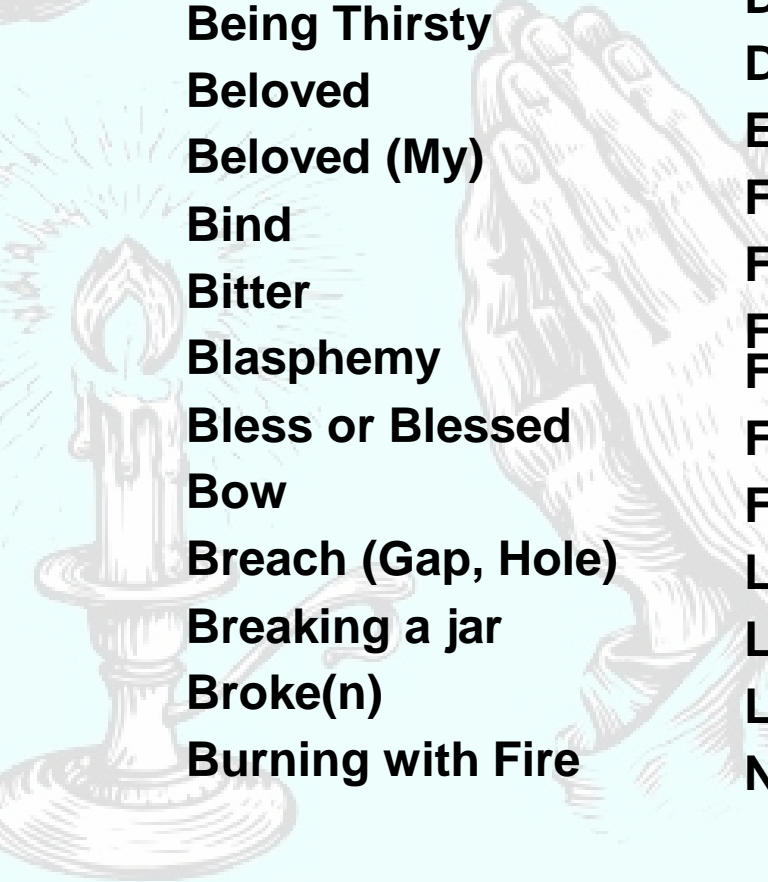 Being Thirsty
Beloved
Beloved (My)
Bind
Bitter
Blasphemy
Bless or Blessed
Bow
Breach (Gap, Hole)
Breaking a jar
Broke(n)
Burning with Fire